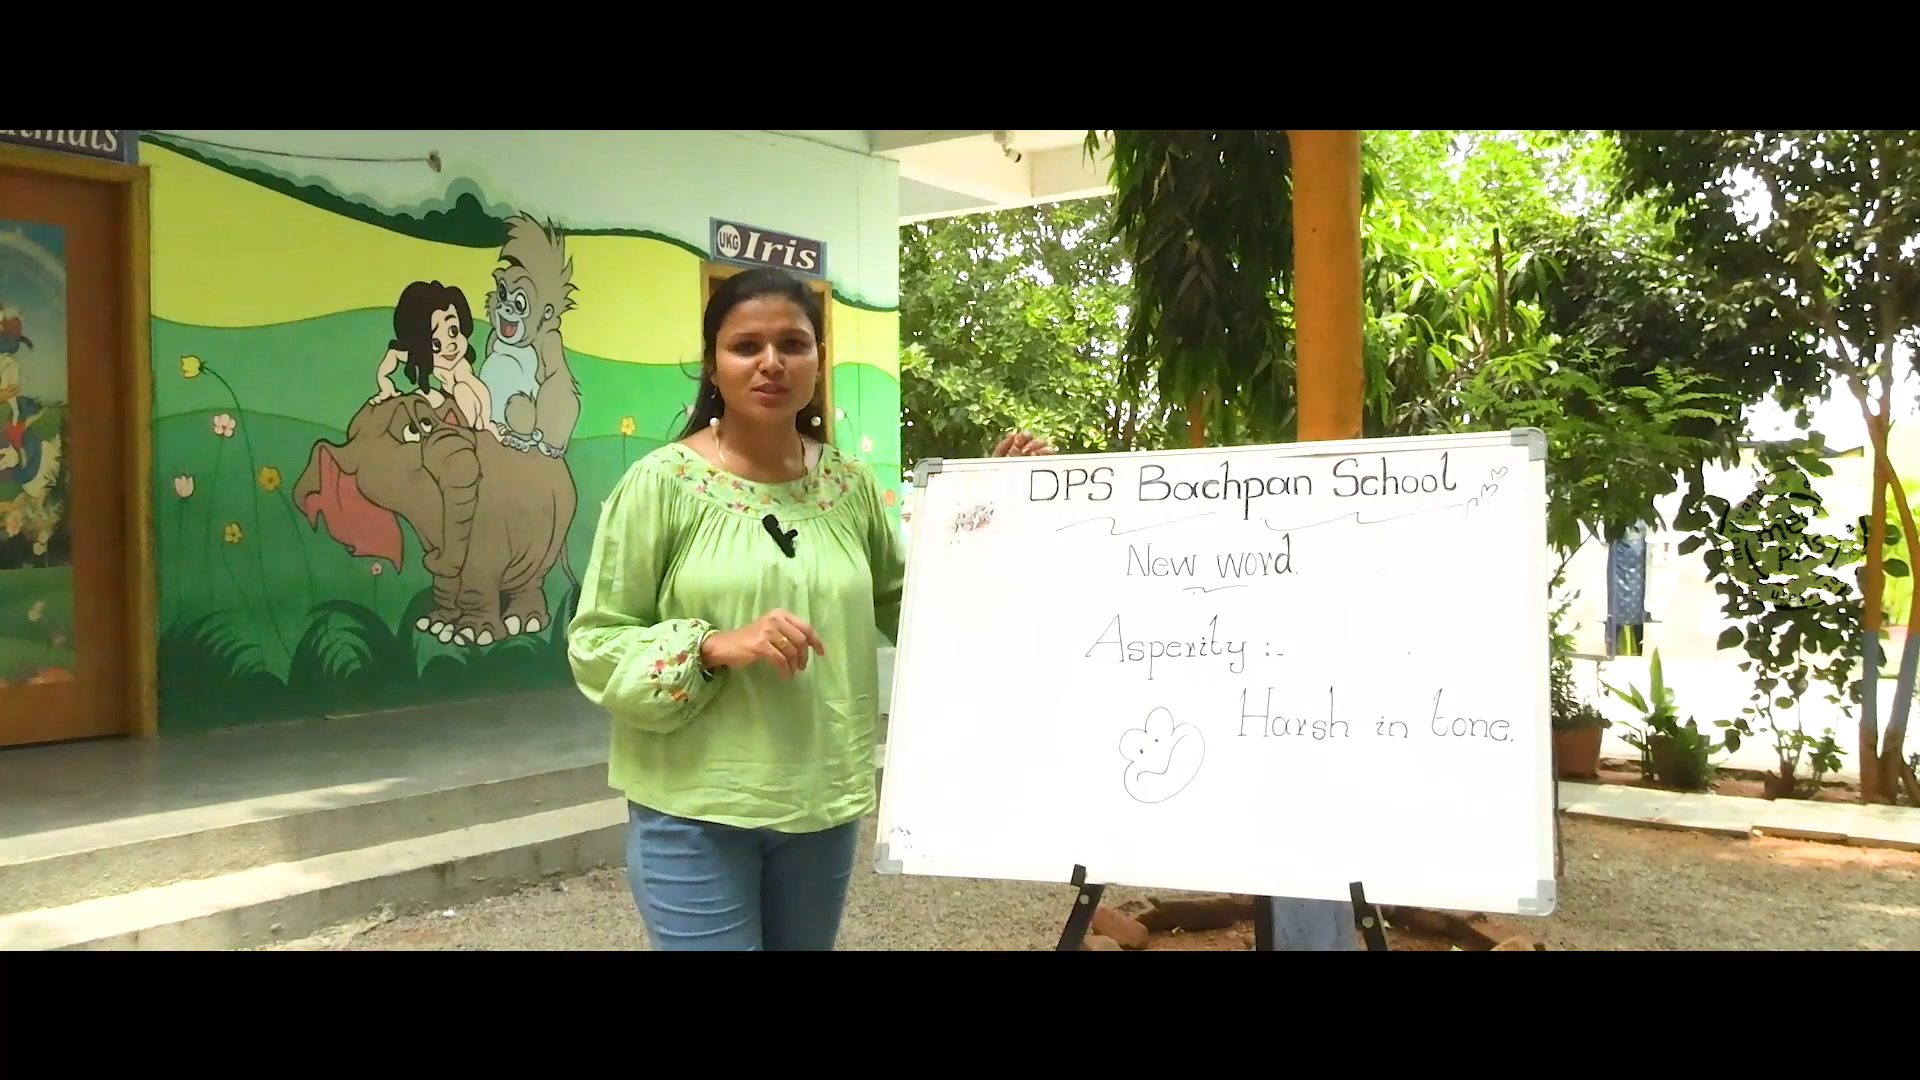 UKG Iris
DPS Bachpan School
New word.
Asperity :-
Harsh in tone.